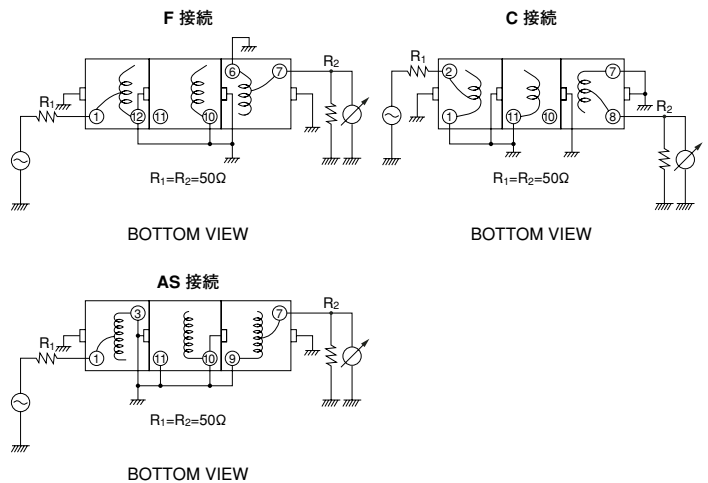 F 接続
R₁
①
⑫
⑪
⑩
⑥
⑦
R₂
R₁=R₂=50Ω
BOTTOM VIEW
C 接続
R₁
②
①
⑪
⑩
⑦
⑧
R₂
R₁=R₂=50Ω
BOTTOM VIEW
AS 接続
R₁
①
③
⑪
⑩
⑨
⑦
R₂
R₁=R₂=50Ω
BOTTOM VIEW